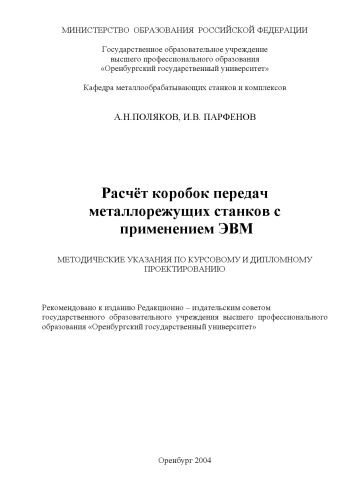 МИНИСТЕРСТВО ОБРАЗОВАНИЯ РОССИЙСКОЙ ФЕДЕРАЦИИ
Государственное образовательное учреждение
высшего профессионального образования
«Оренбургский государственный университет»
Кафедра металлообрабатывающих станков и комплексов
А.Н.ПОЛЯКОВ, И.В. ПАРФЕНОВ
Расчёт коробок передач
металлорежущих станков с
применением ЭВМ
МЕТОДИЧЕСКИЕ УКАЗАНИЯ ПО КУРСОВОМУ И ДИПЛОМНОМУ
ПРОЕКТИРОВАНИЮ
Рекомендовано к изданию Редакционно – издательским советом
государственного образовательного учреждения высшего профессионального
образования «Оренбургский государственный университет»
Оренбург 2004